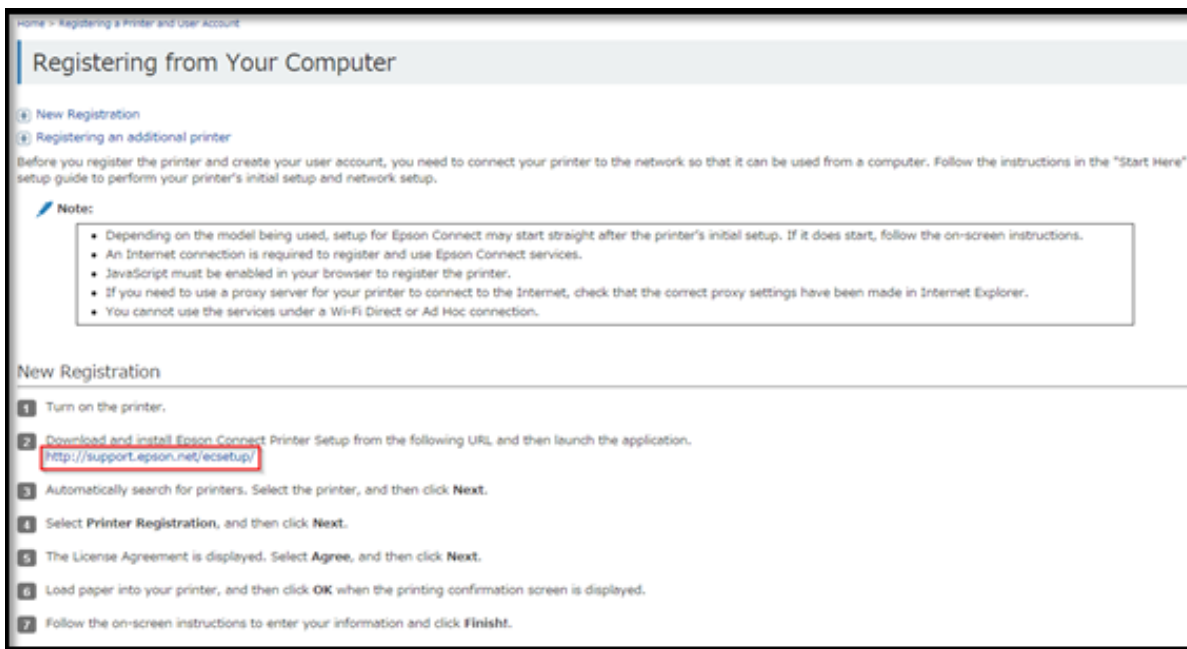 Home > Registering a Printer and User Account
Registering from Your Computer
New Registration
Registering an additional printer
Before you register the printer and create your user account, you need to connect your printer to the network so that it can be used from a computer. Follow the instructions in the "Start Here"
setup guide to perform your printer's initial setup and network setup.
Note:
• Depending on the model being used, setup for Epson Connect may start straight after the printer's initial setup. If it does start, follow the on-screen instructions.
• An Internet connection is required to register and use Epson Connect services.
• JavaScript must be enabled in your browser to register the printer.
• If you need to use a proxy server for your printer to connect to the Internet, check that the correct proxy settings have been made in Internet Explorer.
• You cannot use the services under a Wi-Fi Direct or Ad Hoc connection.
New Registration
1 Turn on the printer.
2 Download and install Epson Connect Printer Setup from the following URL and then launch the application.
http://support.epson.net/ecsetup/
3 Automatically search for printers. Select the printer, and then click Next.
4 Select Printer Registration, and then click Next.
5 The License Agreement is displayed. Select Agree, and then click Next.
6 Load paper into your printer, and then click OK when the printing confirmation screen is displayed.
7 Follow the on-screen instructions to enter your information and click Finish!.